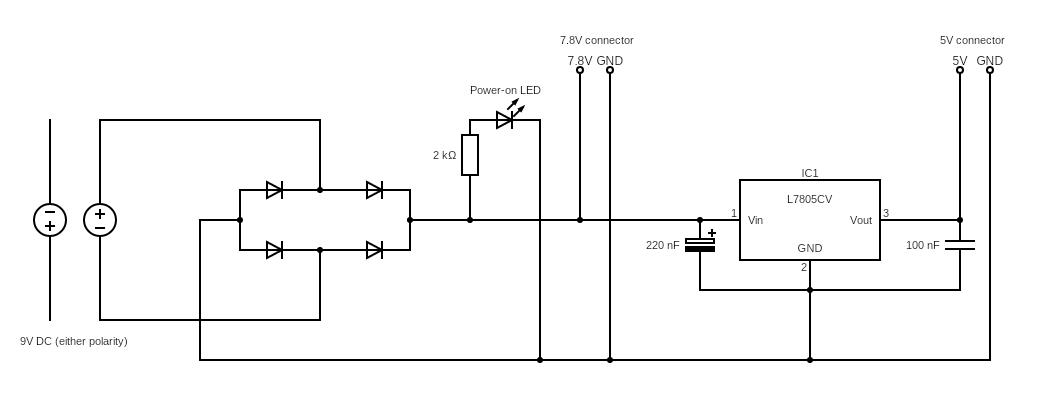 7.8V connector
5V connector
7.8V GND
5V GND
Power-on LED
2 kΩ
IC1
L7805CV
1
3
Vin
Vout
220 nF
GND
100 nF
2
9V DC (either polarity)